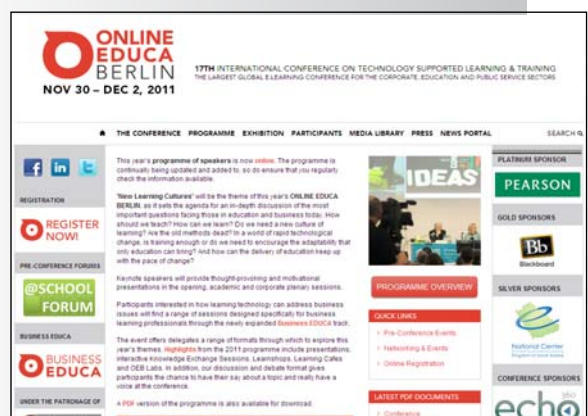 ONLINE
EDUCA
BERLIN
NOV 30 – DEC 2, 2011
17TH INTERNATIONAL CONFERENCE ON TECHNOLOGY SUPPORTED LEARNING & TRAINING
THE LARGEST GLOBAL E-LEARNING CONFERENCE FOR THE CORPORATE, EDUCATION AND PUBLIC SERVICE SECTORS
THE CONFERENCE PROGRAMME EXHIBITION PARTICIPANTS MEDIA LIBRARY PRESS NEWS PORTAL SEARCH
f in t
REGISTRATION
REGISTER
NOW!
PRE-CONFERENCE FORUMS
@SCHOOL
FORUM
BUSINESS EDUCA
BUSINESS
EDUCA
UNDER THE PATRONAGE OF
This year's programme of speakers is now online. The programme is
continually being updated and added to, so do ensure that you regularly
check the information available.
'New Learning Cultures' will be the theme of this year's ONLINE EDUCA
BERLIN, as it sets the agenda for an in-depth discussion of the most
important questions facing those in education and business today. How
should we teach? How can we learn? Do we need a new culture of
learning? Are the old methods dead? In a world of rapid technological
change, is training enough or do we need to encourage the adaptability that
only education can bring? And how can the delivery of education keep up
with the pace of change?
Keynote speakers will provide thought-provoking and motivational
presentations in the opening, academic and corporate plenary sessions.
Participants interested in how learning technology can address business
issues will find a range of sessions designed specifically for business
learning professionals through the newly expanded Business EDUCA track.
The event offers delegates a range of formats through which to explore this
year's themes. Highlights from the 2011 programme include presentations,
interactive Knowledge Exchange Sessions, Learnshops, Learning Cafes
and OEB Labs. In addition, our discussion and debate format gives
participants the chance to have their say about a topic and really have a
voice at the conference.
A PDF version of the programme is also available for download.
IDEAS
PROGRAMME OVERVIEW
QUICK LINKS
Pre-Conference Events
Networking & Events
Online Registration
LATEST PDF DOCUMENTS
Conference
PLATINUM SPONSOR
PEARSON
GOLD SPONSORS
Bb
Blackboard
SILVER SPONSORS
National Center
CONFERENCE SPONSORS
echo
360